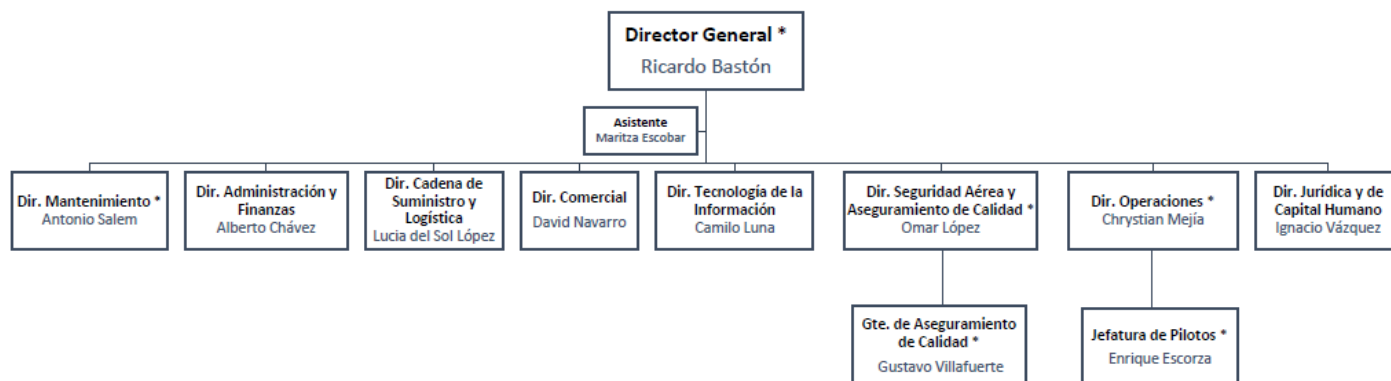 Director General *
Ricardo Bastón
Asistente
Maritza Escobar
Dir. Mantenimiento *
Antonio Salem
Dir. Administración y
Finanzas
Alberto Chávez
Dir. Cadena de
Suministro y
Logística
Lucia del Sol López
Dir. Comercial
David Navarro
Dir. Tecnología de la
Información
Camilo Luna
Dir. Seguridad Aérea y
Aseguramiento de Calidad *
Omar López
Dir. Operaciones *
Chrystian Mejía
Dir. Jurídica y de
Capital Humano
Ignacio Vázquez
Gte. de Aseguramiento
de Calidad *
Gustavo Villafuerte
Jefatura de Pilotos *
Enrique Escorza